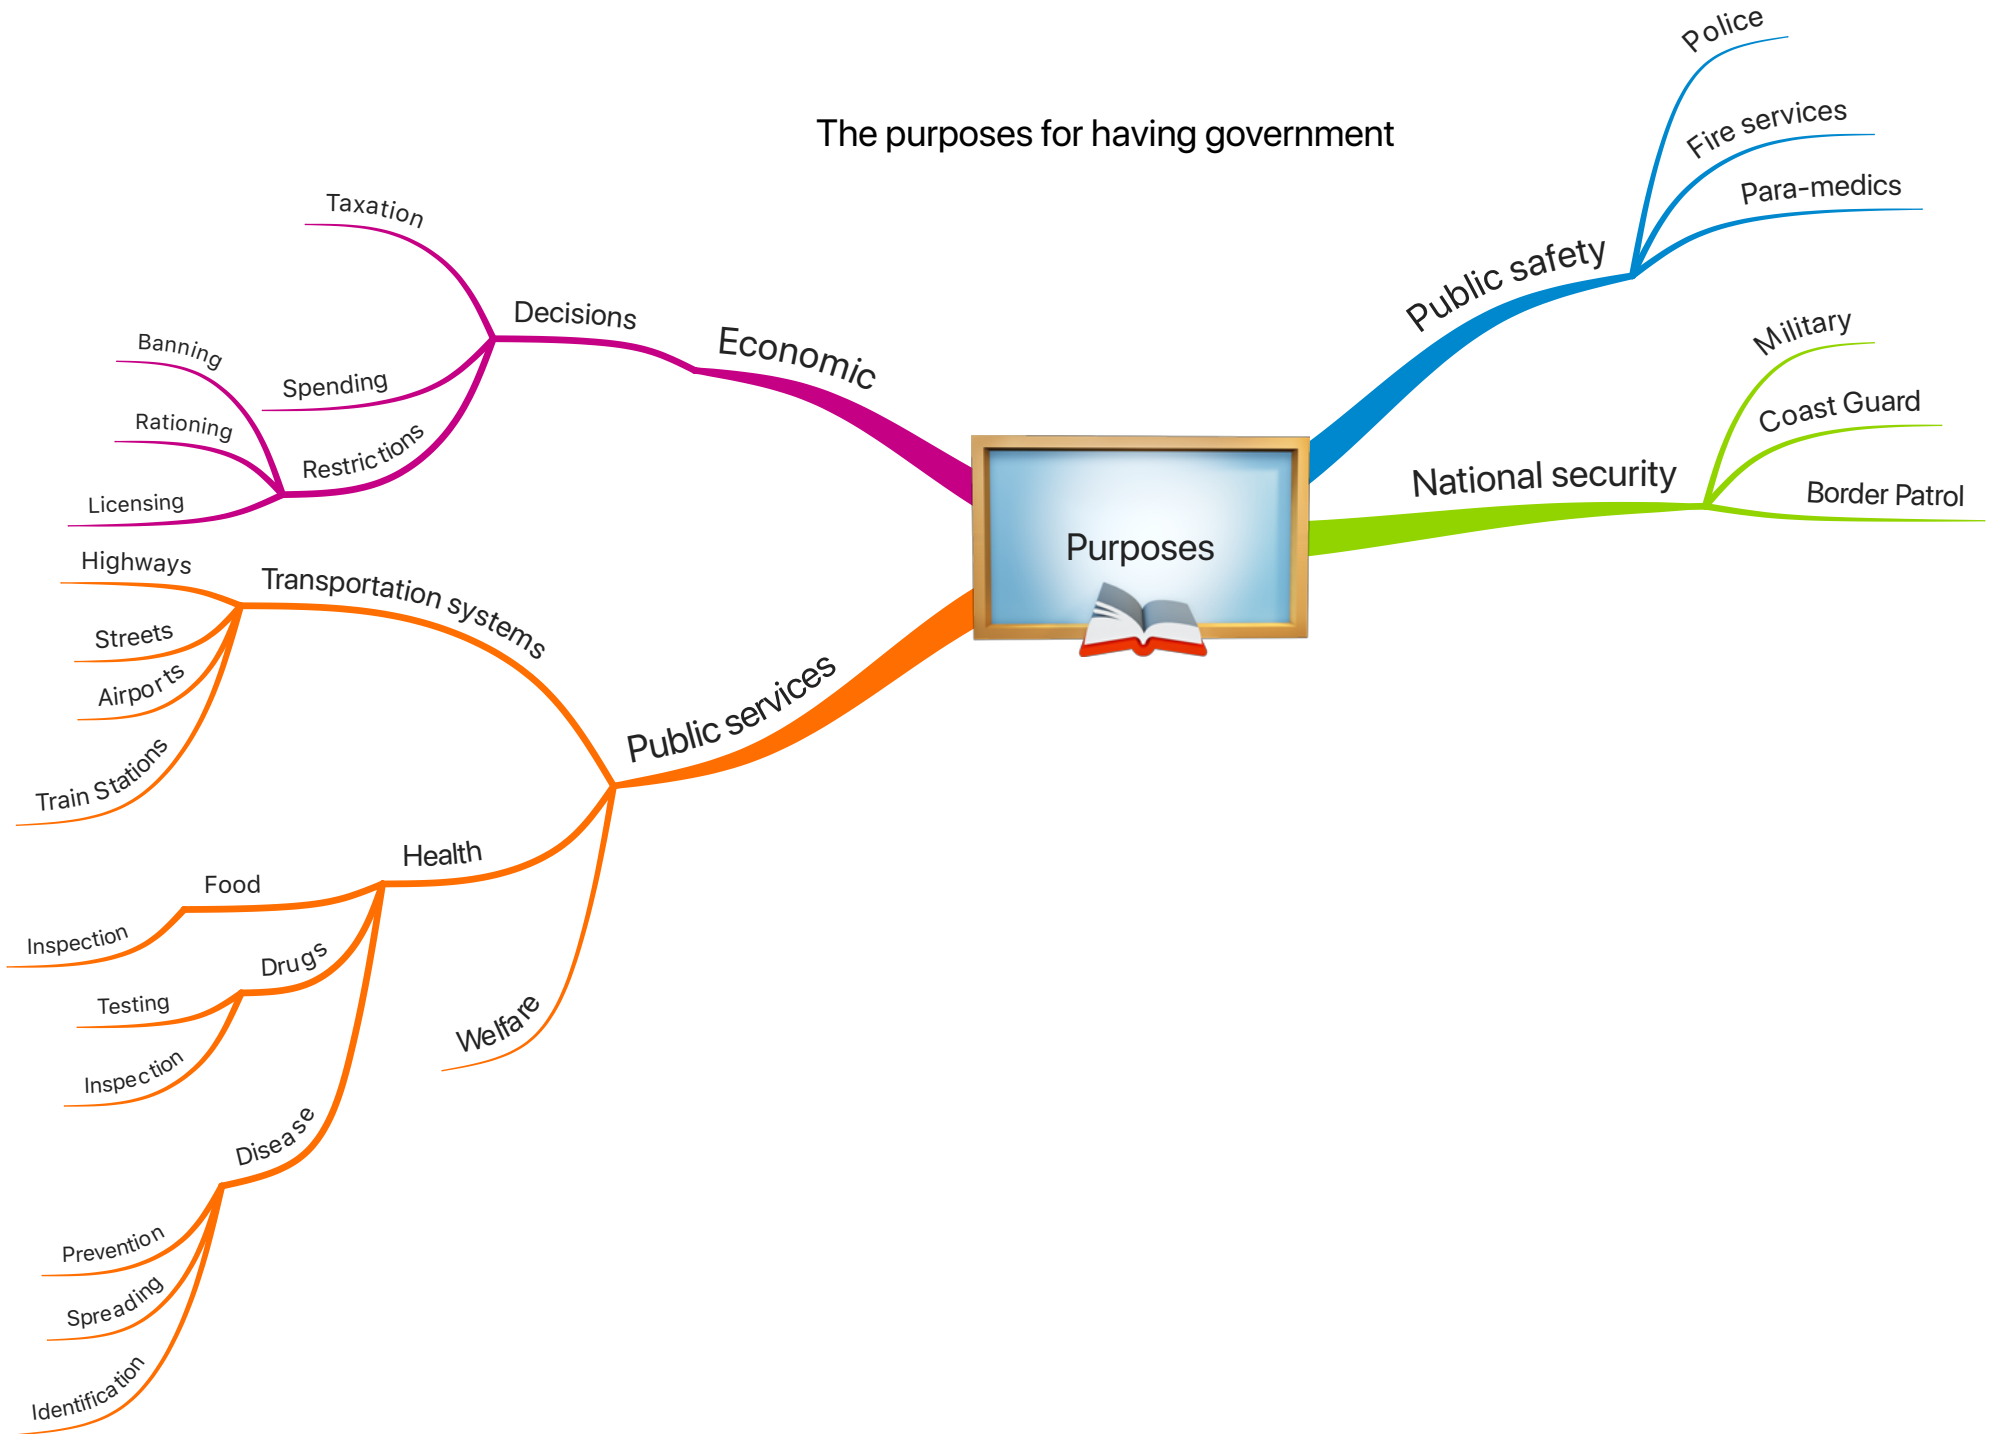 The purposes for having government
Purposes
Public safety
Police
Fire services
Para-medics
National security
Military
Coast Guard
Border Patrol
Economic
Decisions
Taxation
Spending
Restrictions
Banning
Rationing
Licensing
Public services
Transportation systems
Highways
Streets
Airports
Train Stations
Health
Food
Inspection
Drugs
Testing
Inspection
Disease
Prevention
Spreading
Identification
Welfare